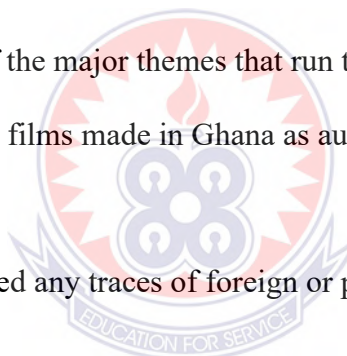 f the major themes that run t
films made in Ghana as au
ed any traces of foreign or p
EDUCATION FOR SERVICE